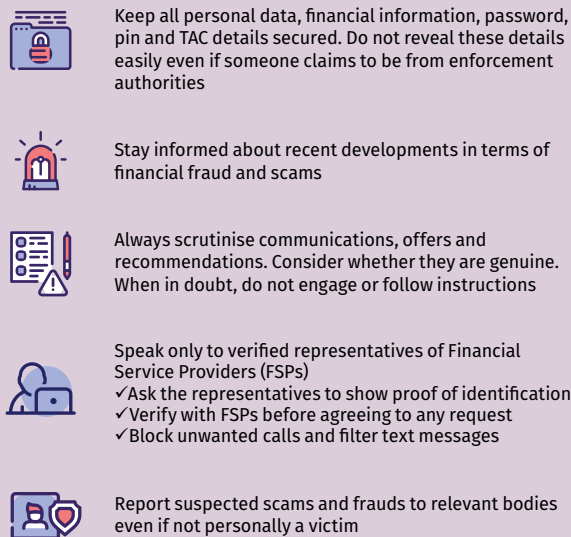 Keep all personal data, financial information, password,
pin and TAC details secured. Do not reveal these details
easily even if someone claims to be from enforcement
authorities
Stay informed about recent developments in terms of
financial fraud and scams
Always scrutinise communications, offers and
recommendations. Consider whether they are genuine.
When in doubt, do not engage or follow instructions
Speak only to verified representatives of Financial
Service Providers (FSPs)
✓Ask the representatives to show proof of identification
✓Verify with FSPs before agreeing to any request
✓Block unwanted calls and filter text messages
Report suspected scams and frauds to relevant bodies
even if not personally a victim